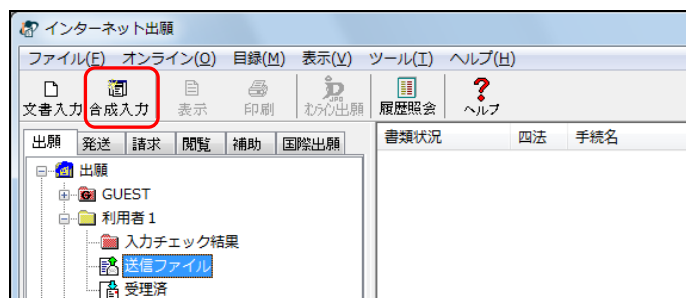 インターネット出願
ファイル(F) オンライン(O) 目録(M) 表示(V) ツール(T) ヘルプ(H)
文書入力 合成入力 表示 印刷 オンライン出願 履歴照会 ヘルプ
出願 発送 請求 閲覧 補助 国際出願
書類状況 四法 手続名
出願
GUEST
利用者1
入力チェック結果
送信ファイル
受理済